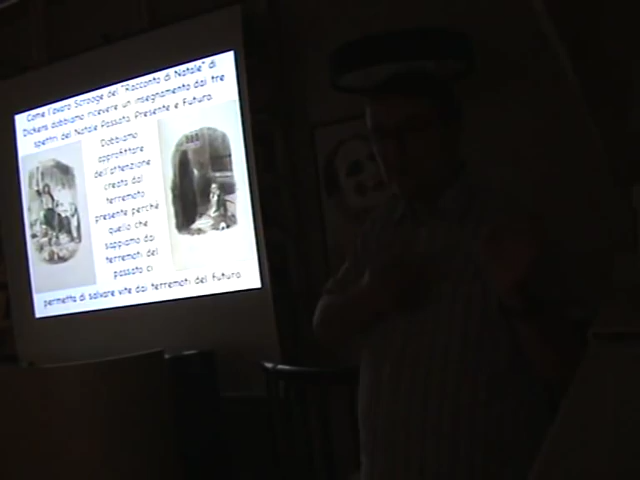 Come l'avaro Scrooge del "Racconto di Natale" di
Dickens dobbiamo ricevere un insegnamento dai tre
spettri del Natale Passato, Presente e Futuro.
Dobbiamo
approfittare
dell'attenzione
creata dal
terremoto
presente perché
quello che
sappiamo dai
terremoti del
passato ci
permetta di salvare vite dai terremoti del futuro.